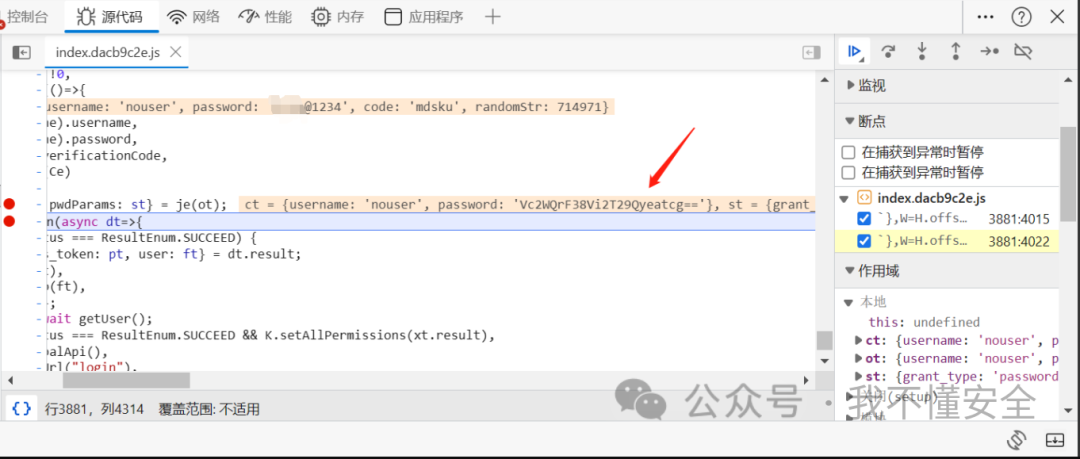 控制台 源代码 网络 性能 内存 应用程序
index.dacb9c2e.js
!0,
()=>{
username: 'nouser', password: '@1234', code: 'mdsku', randomStr: 714971}
e).username,
e).password,
verificationCode,
Ce)
pwdParams: st} = je(ot); ct = {username: 'nouser', password: 'Vc2WQrF38Vi2T29Qyeatcg=='}, st = {grant_
n(async dt=>{
tus === ResultEnum.SUCCEED) {
s_token: pt, user: ft} = dt.result;
),
(ft),
;
wait getUser();
tus === ResultEnum.SUCCEED && K.setAllPermissions(xt.result),
balApi(),
Url("login"),
行3881，列4314 覆盖范围: 不适用
监视
断点
在捕获到异常时暂停
在捕获到异常时暂停
index.dacb9c2e.js
`},W=H.offs… 3881:4015
`},W=H.offs… 3881:4022
作用域
本地
this: undefined
ct: {username: 'nouser', p
ot: {username: 'nouser', p
st: {grant_type: 'password
(setup)
公众号 · 我不懂安全